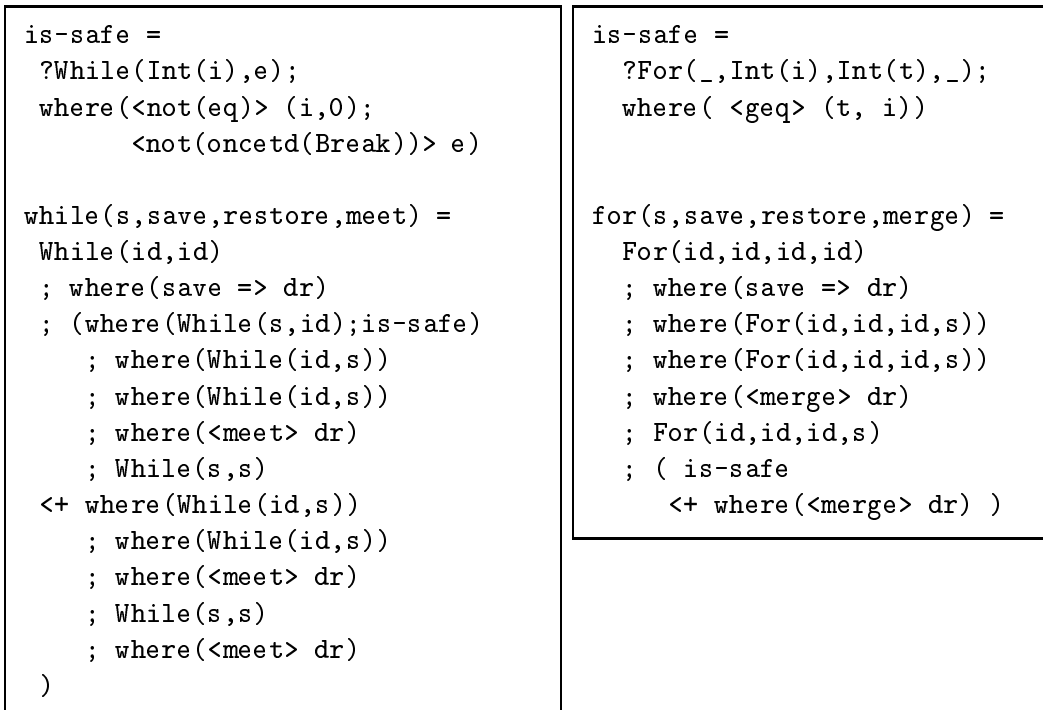 is-safe =
 ?While(Int(i),e);
 where(<not(eq)> (i,0);
       <not(oncetd(Break))> e)
while(s,save,restore,meet) =
 While(id,id)
 ; where(save => dr)
 ; (where(While(s,id);is-safe)
    ; where(While(id,s))
    ; where(While(id,s))
    ; where(<meet> dr)
    ; While(s,s)
 <+ where(While(id,s))
    ; where(While(id,s))
    ; where(<meet> dr)
    ; While(s,s)
    ; where(<meet> dr)
 )
is-safe =
  ?For(_,Int(i),Int(t),_);
  where( <geq> (t, i))
for(s,save,restore,merge) =
  For(id,id,id,id)
  ; where(save => dr)
  ; where(For(id,id,id,s))
  ; where(For(id,id,id,s))
  ; where(<merge> dr)
  ; For(id,id,id,s)
  ; ( is-safe
     <+ where(<merge> dr) )